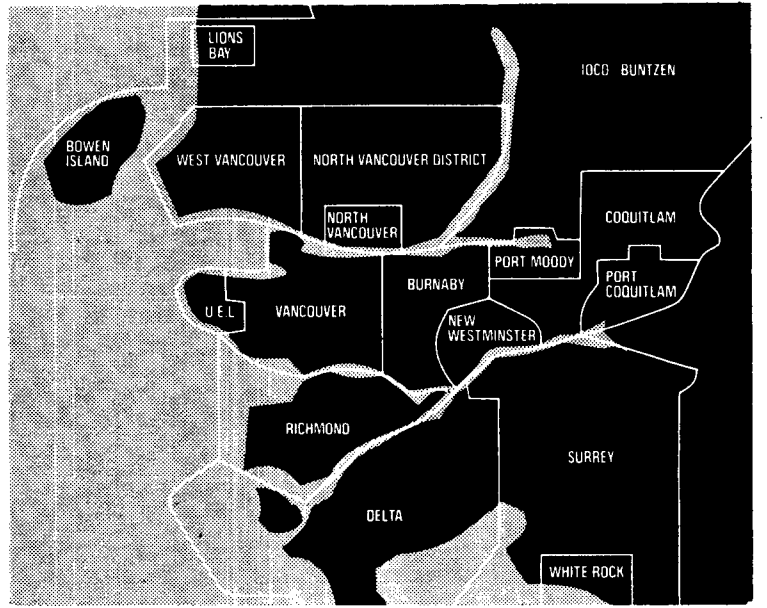 LIONS
BAY
IOCO BUNTZEN
BOWEN
ISLAND
WEST VANCOUVER
NORTH VANCOUVER DISTRICT
NORTH
VANCOUVER
COQUITLAM
PORT MOODY
PORT
COQUITLAM
U.E.L
VANCOUVER
BURNABY
NEW
WESTMINSTER
RICHMOND
SURREY
DELTA
WHITE ROCK